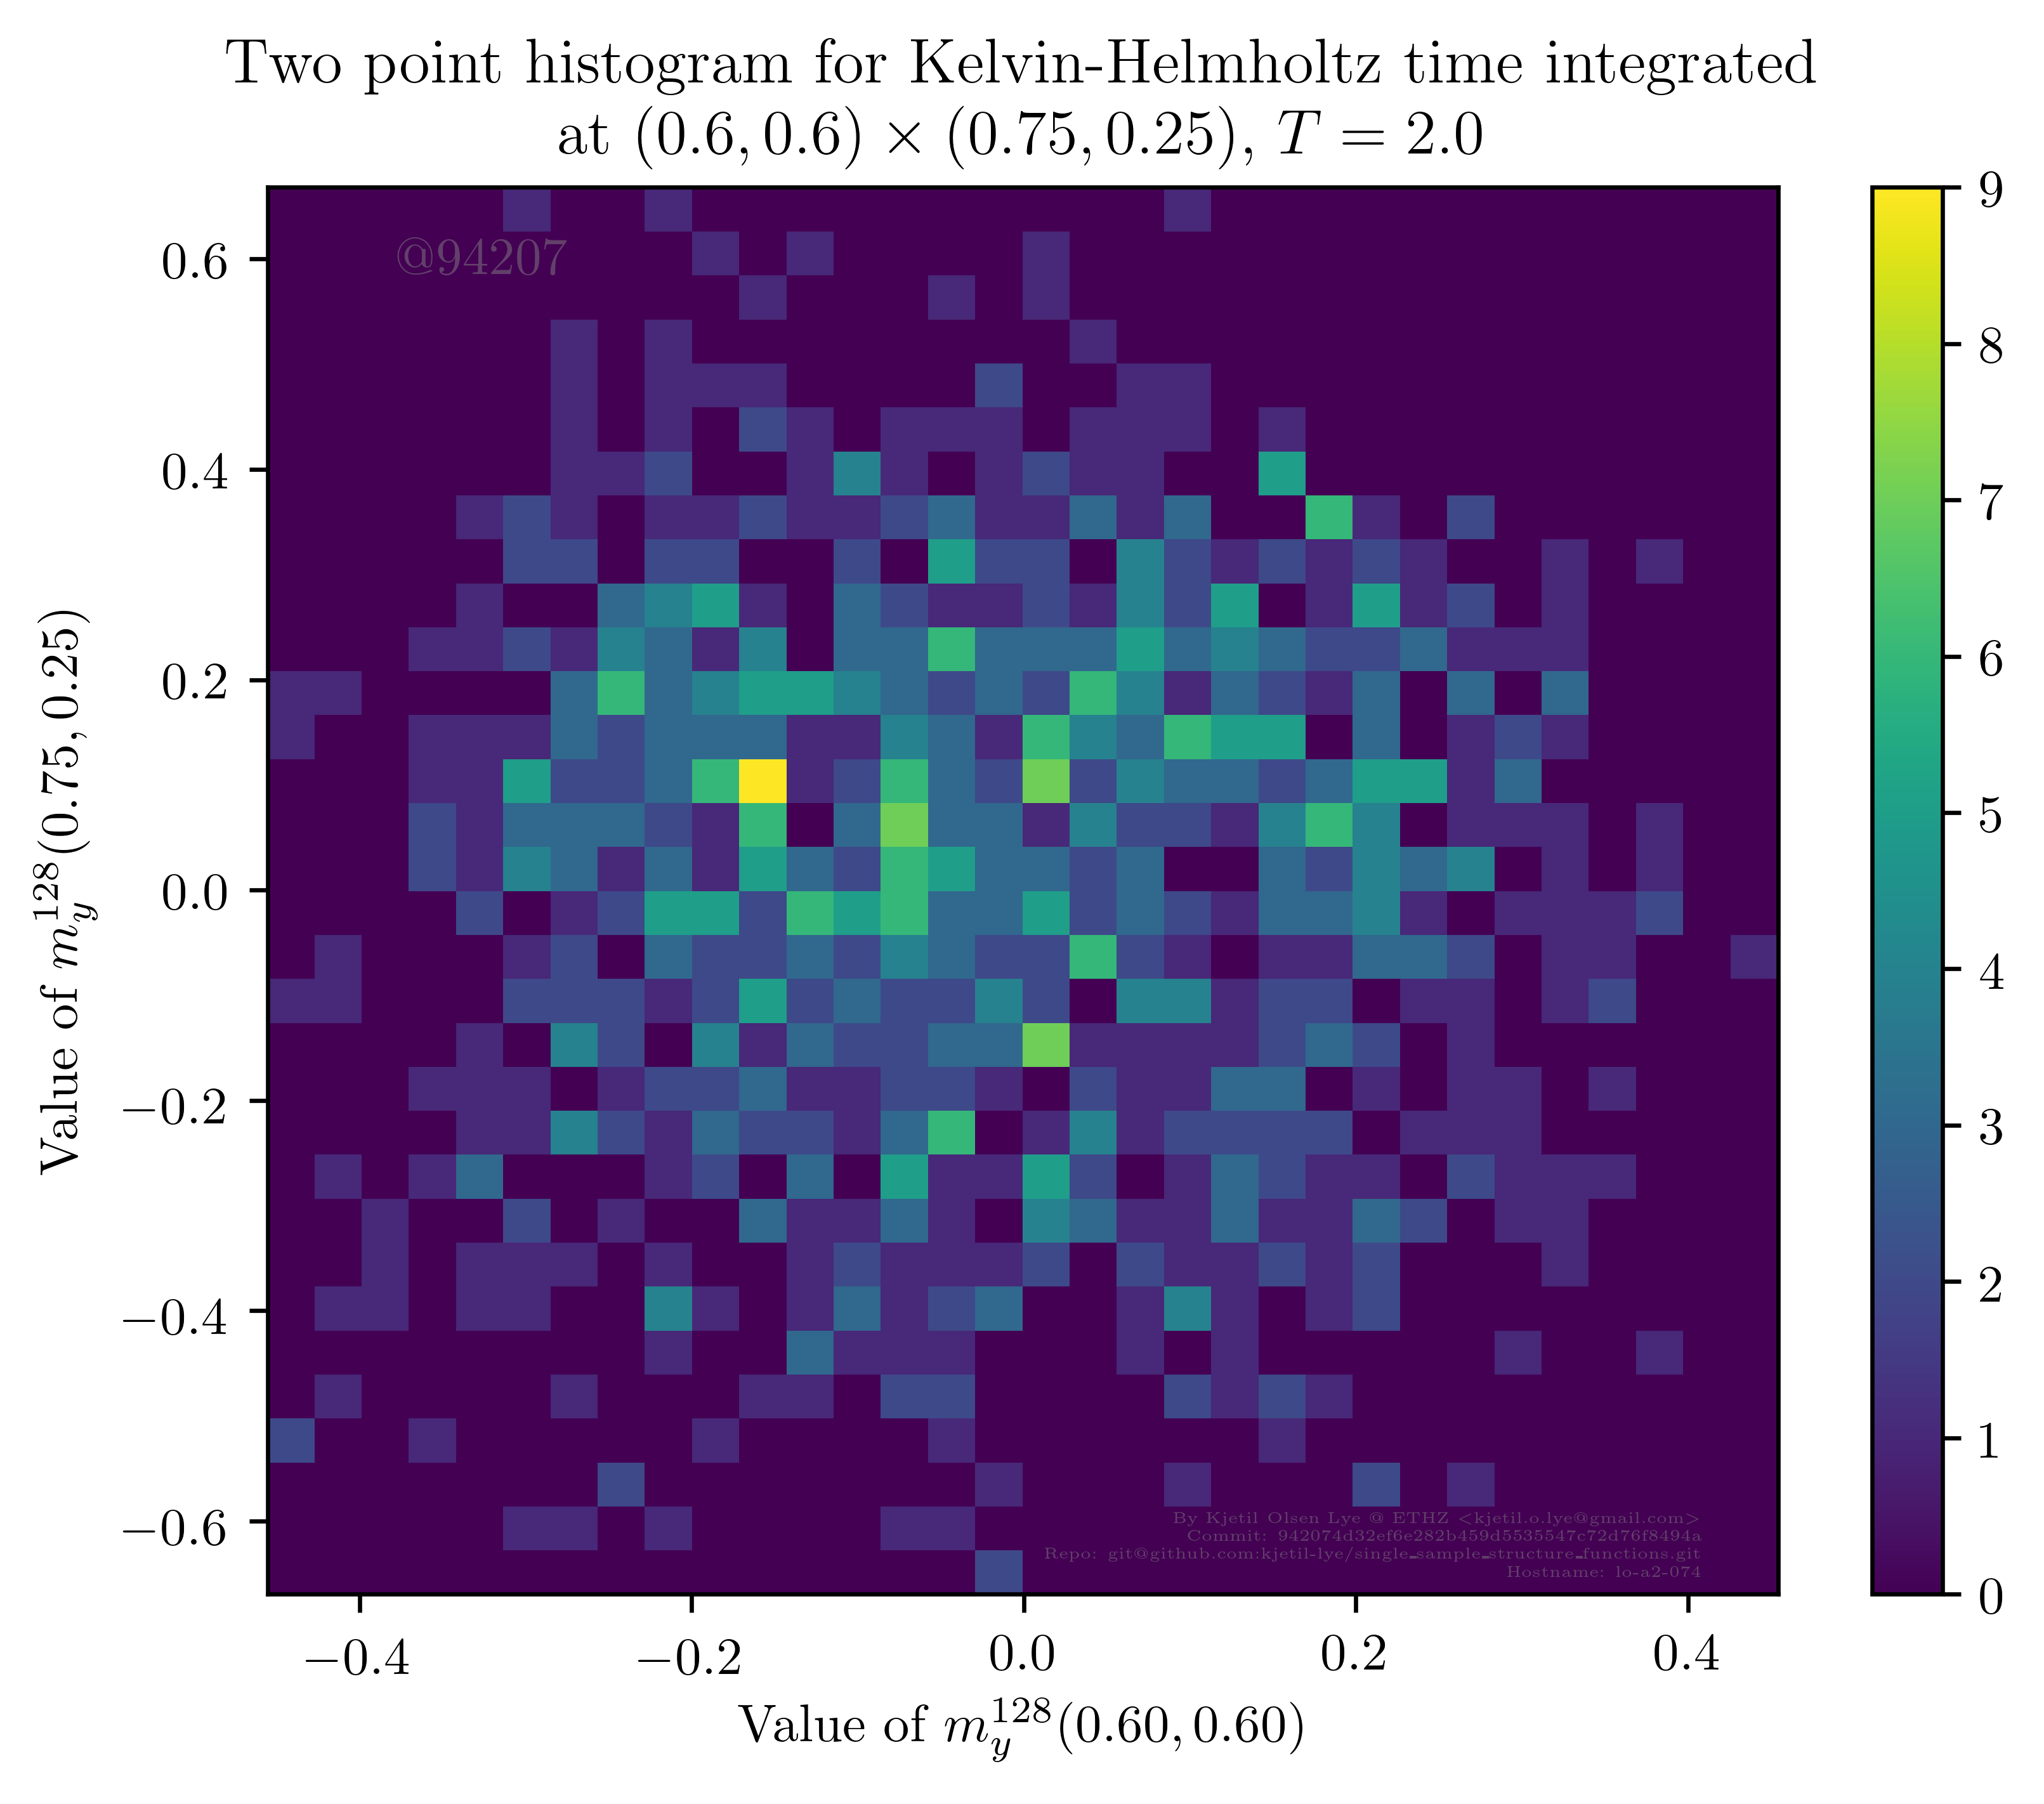 Two point histogram for Kelvin-Helmholtz time integrated
at (0.6, 0.6) × (0.75, 0.25), T = 2.0
@94207
0.6
0.4
0.2
0.0
−0.2
−0.4
−0.6
Value of m_y^128(0.75, 0.25)
−0.4
−0.2
0.0
0.2
0.4
Value of m_y^128(0.60, 0.60)
9
8
7
6
5
4
3
2
1
0
By Kjetil Olsen Lye @ ETHZ <kjetil.o.lye@gmail.com>
Commit: 942074d32ef6e282b459d5535547c72d76f8494a
Repo: git@github.com:kjetil-lye/single_sample_structure_functions.git
Hostname: lo-a2-074